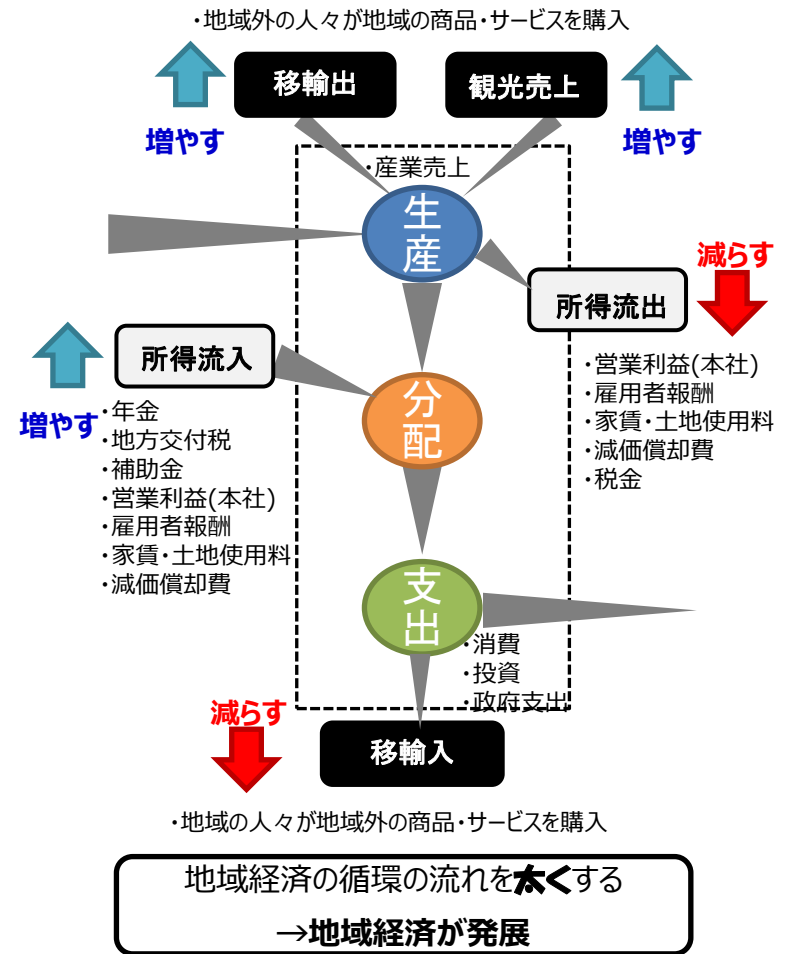 ・地域外の人々が地域の商品・サービスを購入
移輸出
観光売上
増やす
増やす
・産業売上
生産
減らす
所得流出
・営業利益(本社)
・雇用者報酬
・家賃・土地使用料
・減価償却費
・税金
所得流入
増やす
・年金
・地方交付税
・補助金
・営業利益(本社)
・雇用者報酬
・家賃・土地使用料
・減価償却費
分配
支出
・消費
・投資
・政府支出
減らす
移輸入
・地域の人々が地域外の商品・サービスを購入
地域経済の循環の流れを太くする
→地域経済が発展